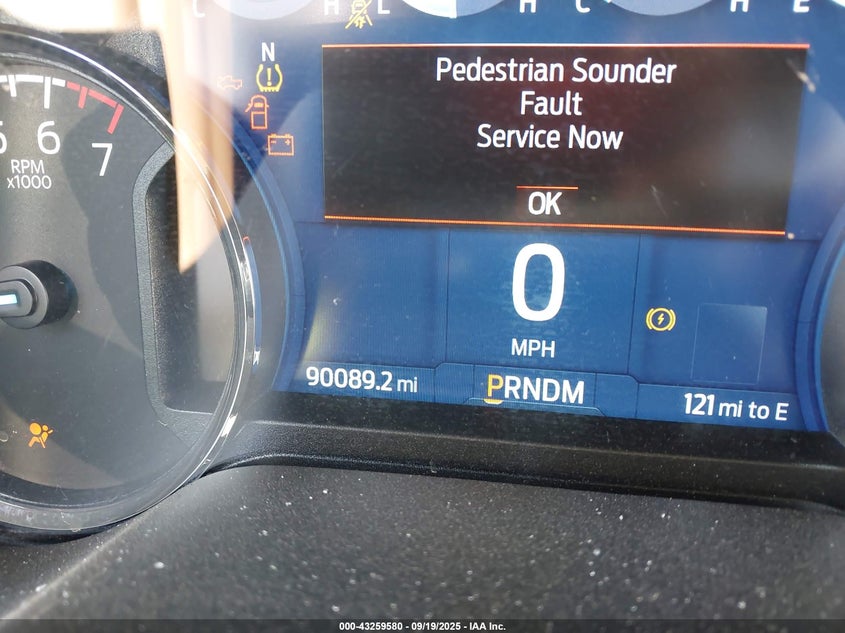 C H L H C H E
N
Pedestrian Sounder
Fault
Service Now
OK
6
7
RPM
x1000
0
MPH
90089.2 mi
PRNDM
121 mi to E
000-43259580 - 09/19/2025 - IAA Inc.